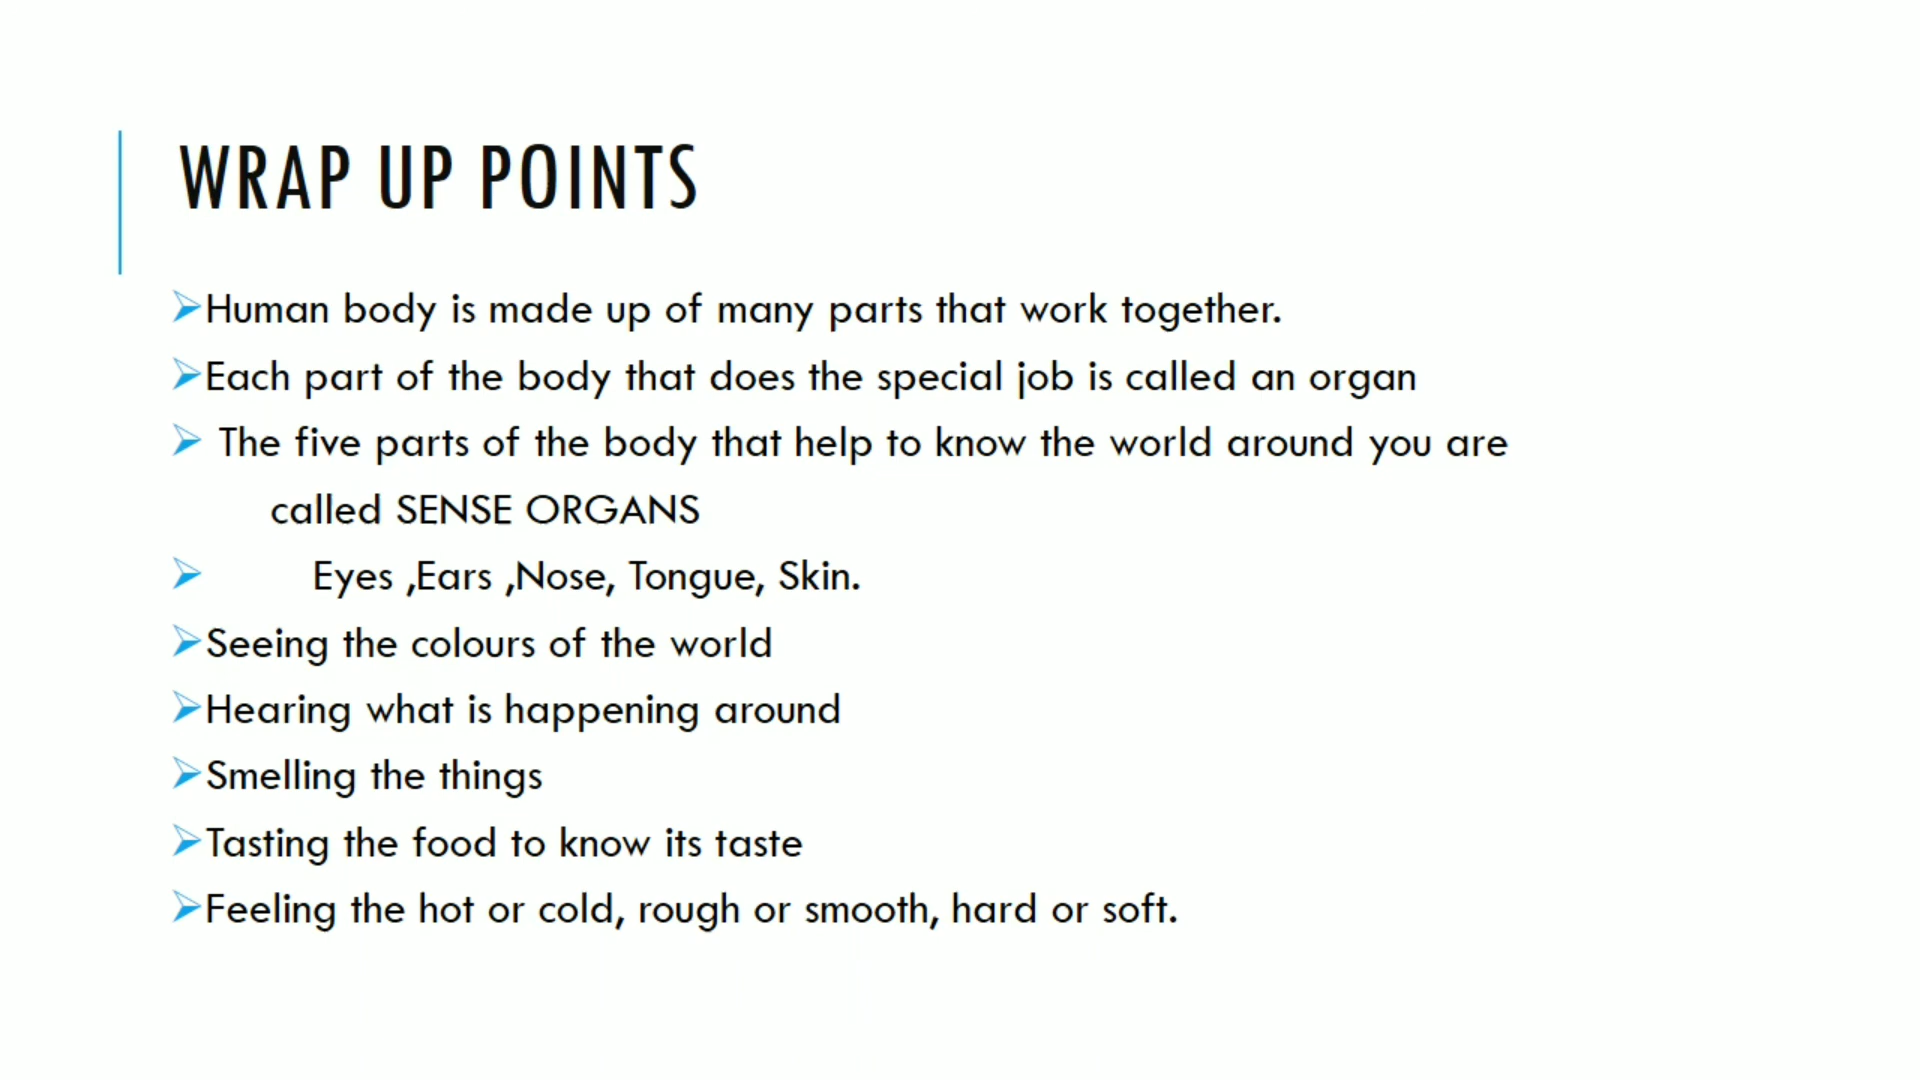 WRAP UP POINTS
➢Human body is made up of many parts that work together.
➢Each part of the body that does the special job is called an organ
➢ The five parts of the body that help to know the world around you are
called SENSE ORGANS
➢ Eyes ,Ears ,Nose, Tongue, Skin.
➢Seeing the colours of the world
➢Hearing what is happening around
➢Smelling the things
➢Tasting the food to know its taste
➢Feeling the hot or cold, rough or smooth, hard or soft.